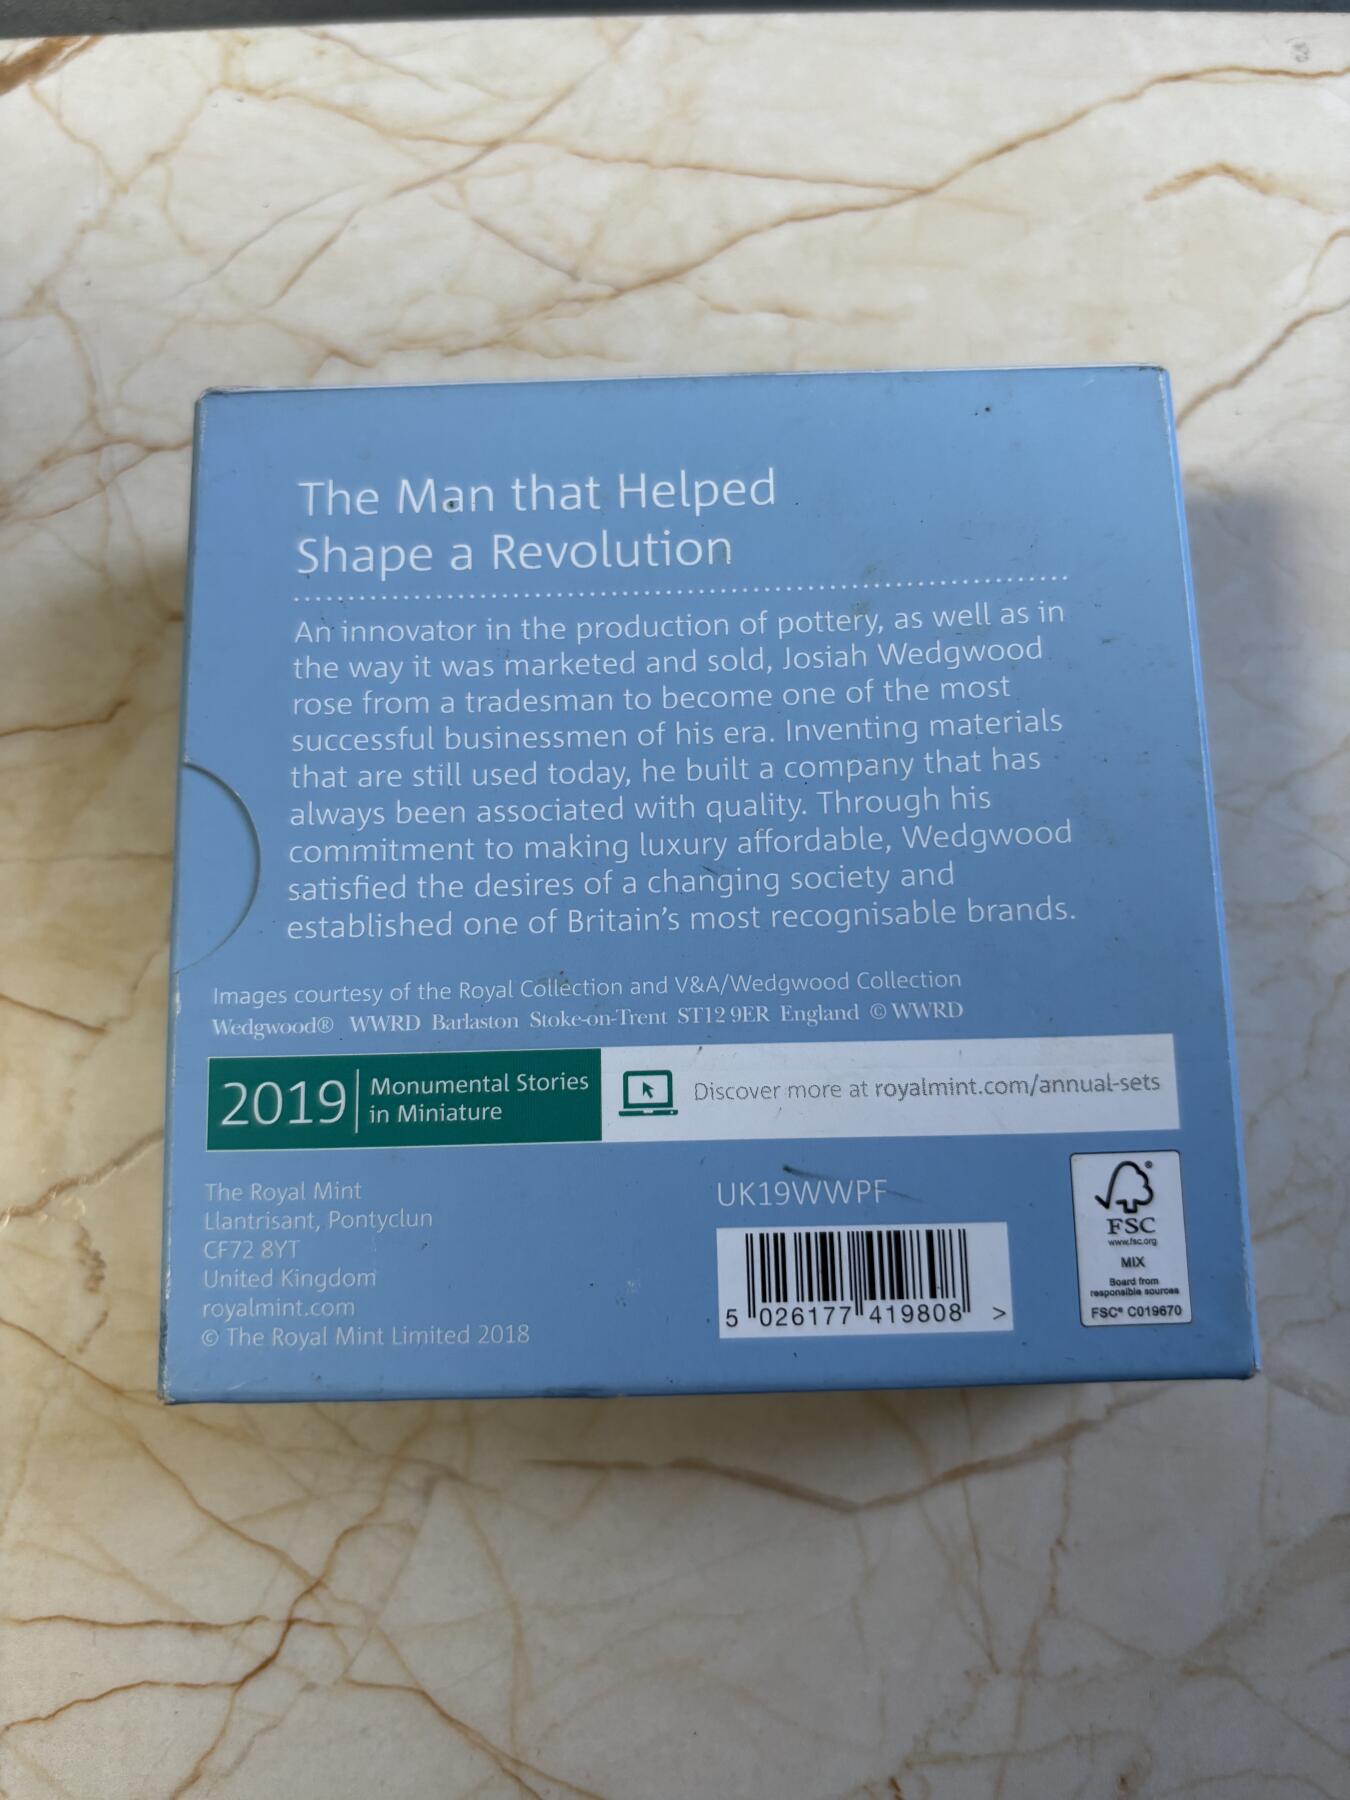 The Man that Helped
Shape a Revolution
An innovator in the production of pottery, as well as in
the way it was marketed and sold, Josiah Wedgwood
rose from a tradesman to become one of the most
successful businessmen of his era. Inventing materials
that are still used today, he built a company that has
always been associated with quality. Through his
commitment to making luxury affordable, Wedgwood
satisfied the desires of a changing society and
established one of Britain's most recognisable brands.
Images courtesy of the Royal Collection and V&A/Wedgwood Collection
Wedgwood® WWRD Barlaston Stoke-on-Trent ST12 9ER England © WWRD
2019 Monumental Stories
in Miniature
Discover more at royalmint.com/annual-sets
The Royal Mint
Llantrisant, Pontyclun
CF72 8YT
United Kingdom
royalmint.com
© The Royal Mint Limited 2018
UK19WWPF
5 026177 419808 >
FSC®
www.fsc.org
MIX
Board from
responsible sources
FSC® C019670